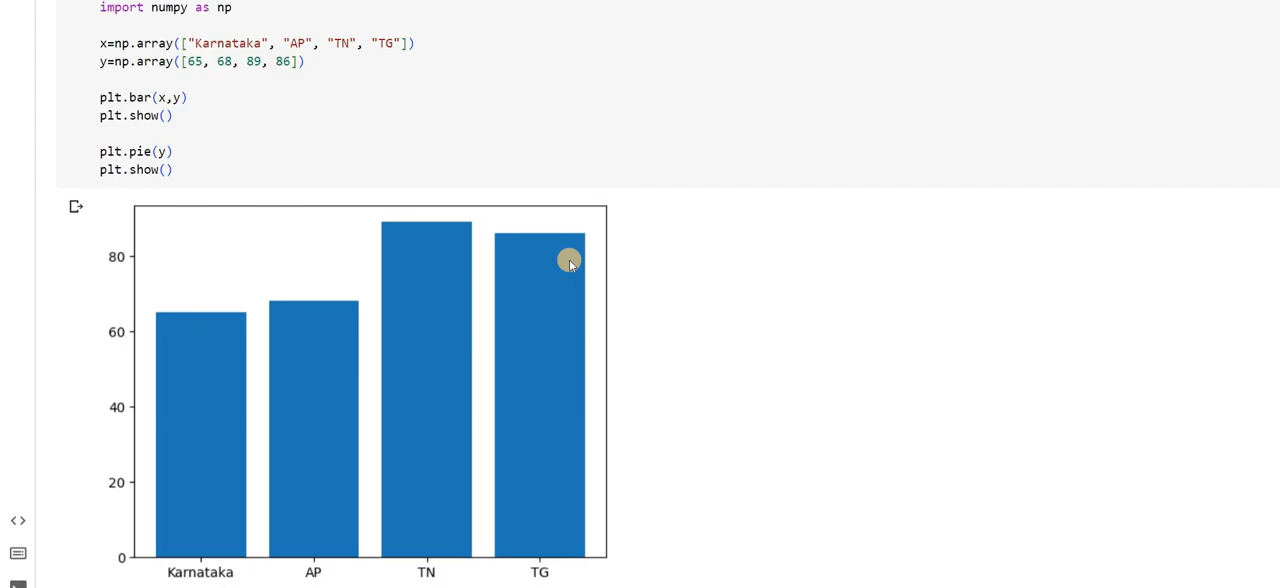 import numpy as np
x=np.array(["Karnataka", "AP", "TN", "TG"])
y=np.array([65, 68, 89, 86])
plt.bar(x,y)
plt.show()
plt.pie(y)
plt.show()
80
60
40
20
0
Karnataka AP TN TG